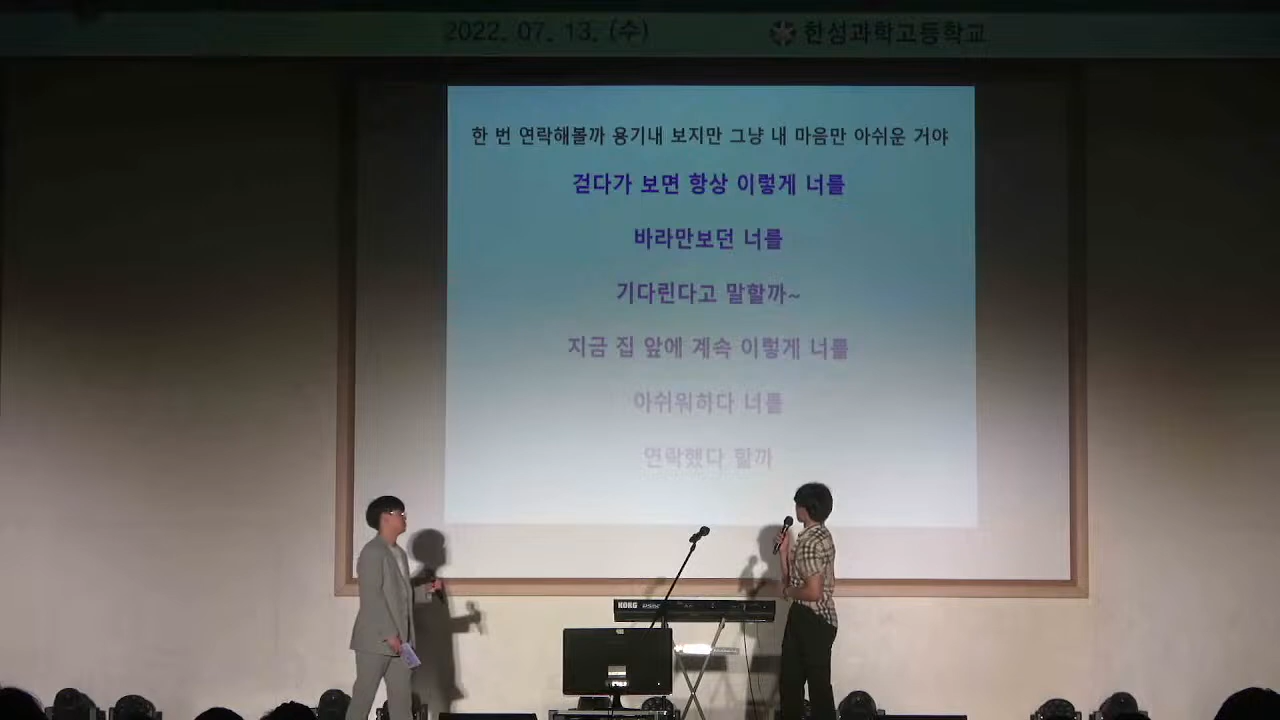 2022. 07. 13. (수) 한성과학고등학교
한 번 연락해볼까 용기내 보지만 그냥 내 마음만 아쉬운 거야
걷다가 보면 항상 이렇게 너를
바라만보던 너를
기다린다고 말할까~
지금 집 앞에 계속 이렇게 너를
아쉬워하다 너를
연락했다 할까
KORG